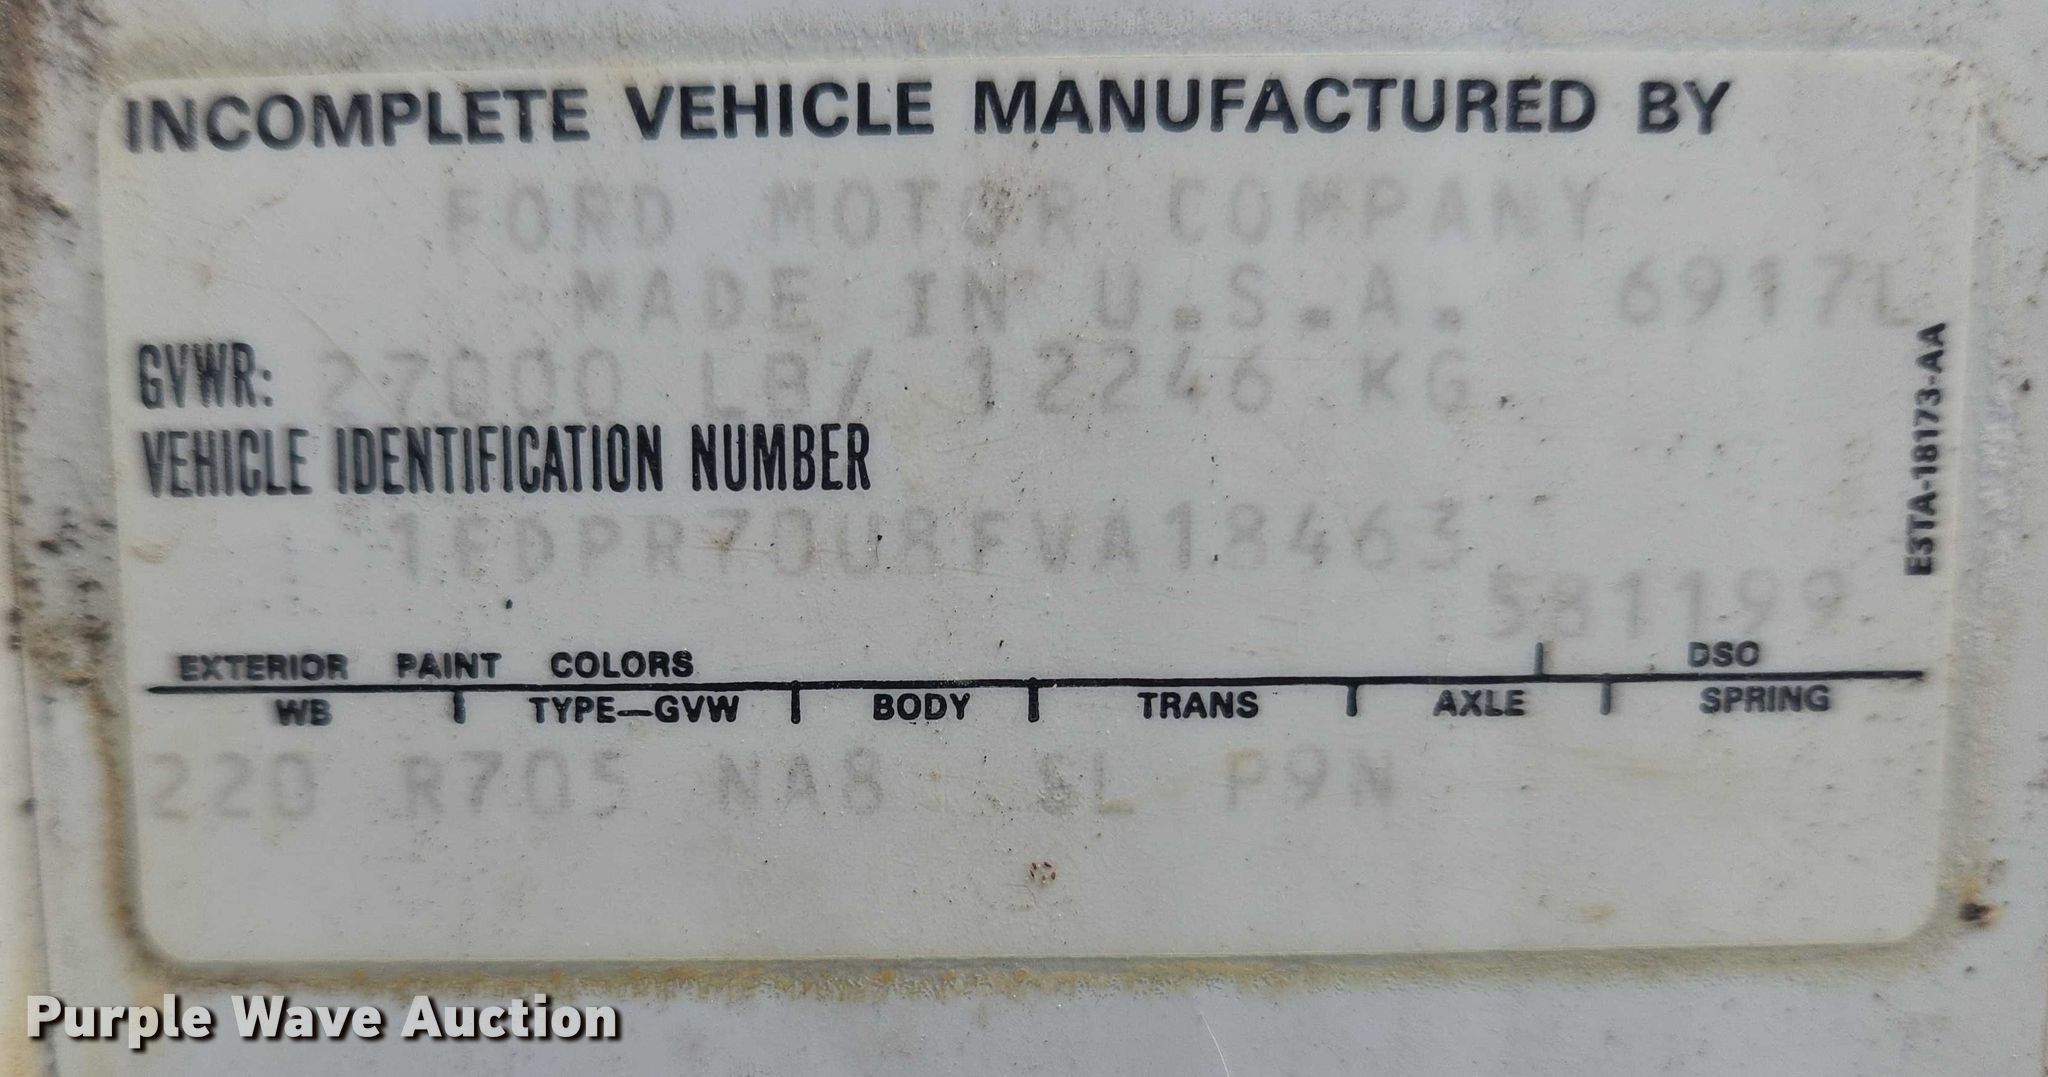 INCOMPLETE VEHICLE MANUFACTURED BY
FORD MOTOR COMPANY
MADE IN U.S.A. 6917L
GVWR: 27000 LB/ 12246 KG
VEHICLE IDENTIFICATION NUMBER
1FDPR70U8FVA18463
581199
E3TA-18173-AA
EXTERIOR PAINT COLORS DSO
WB TYPE—GVW BODY TRANS AXLE SPRING
220 R705 NA8 SL P9N
Purple Wave Auction